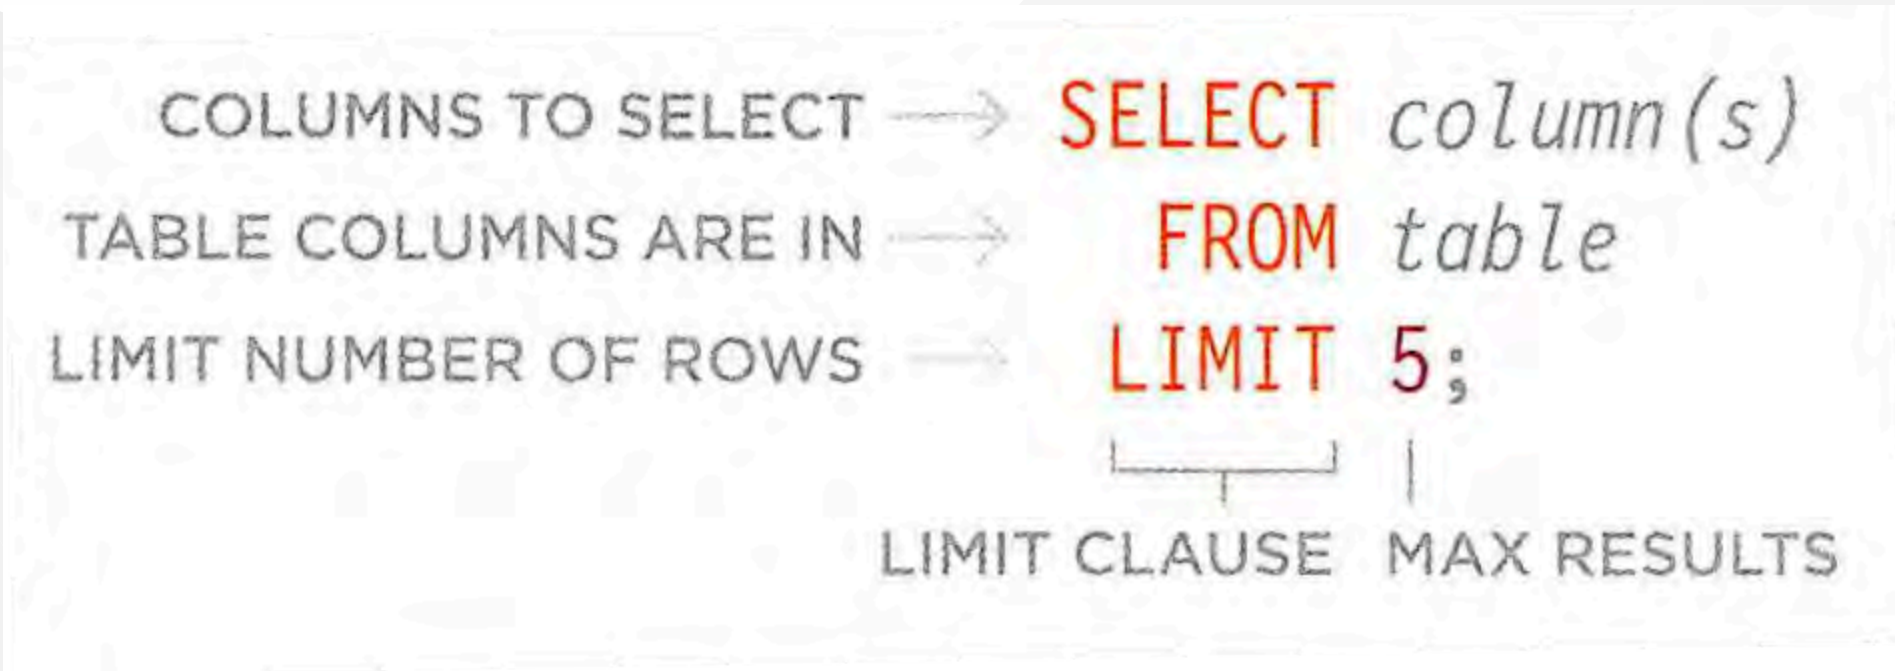 COLUMNS TO SELECT SELECT column(s)
TABLE COLUMNS ARE IN FROM table
LIMIT NUMBER OF ROWS LIMIT 5;
LIMIT CLAUSE MAX RESULTS